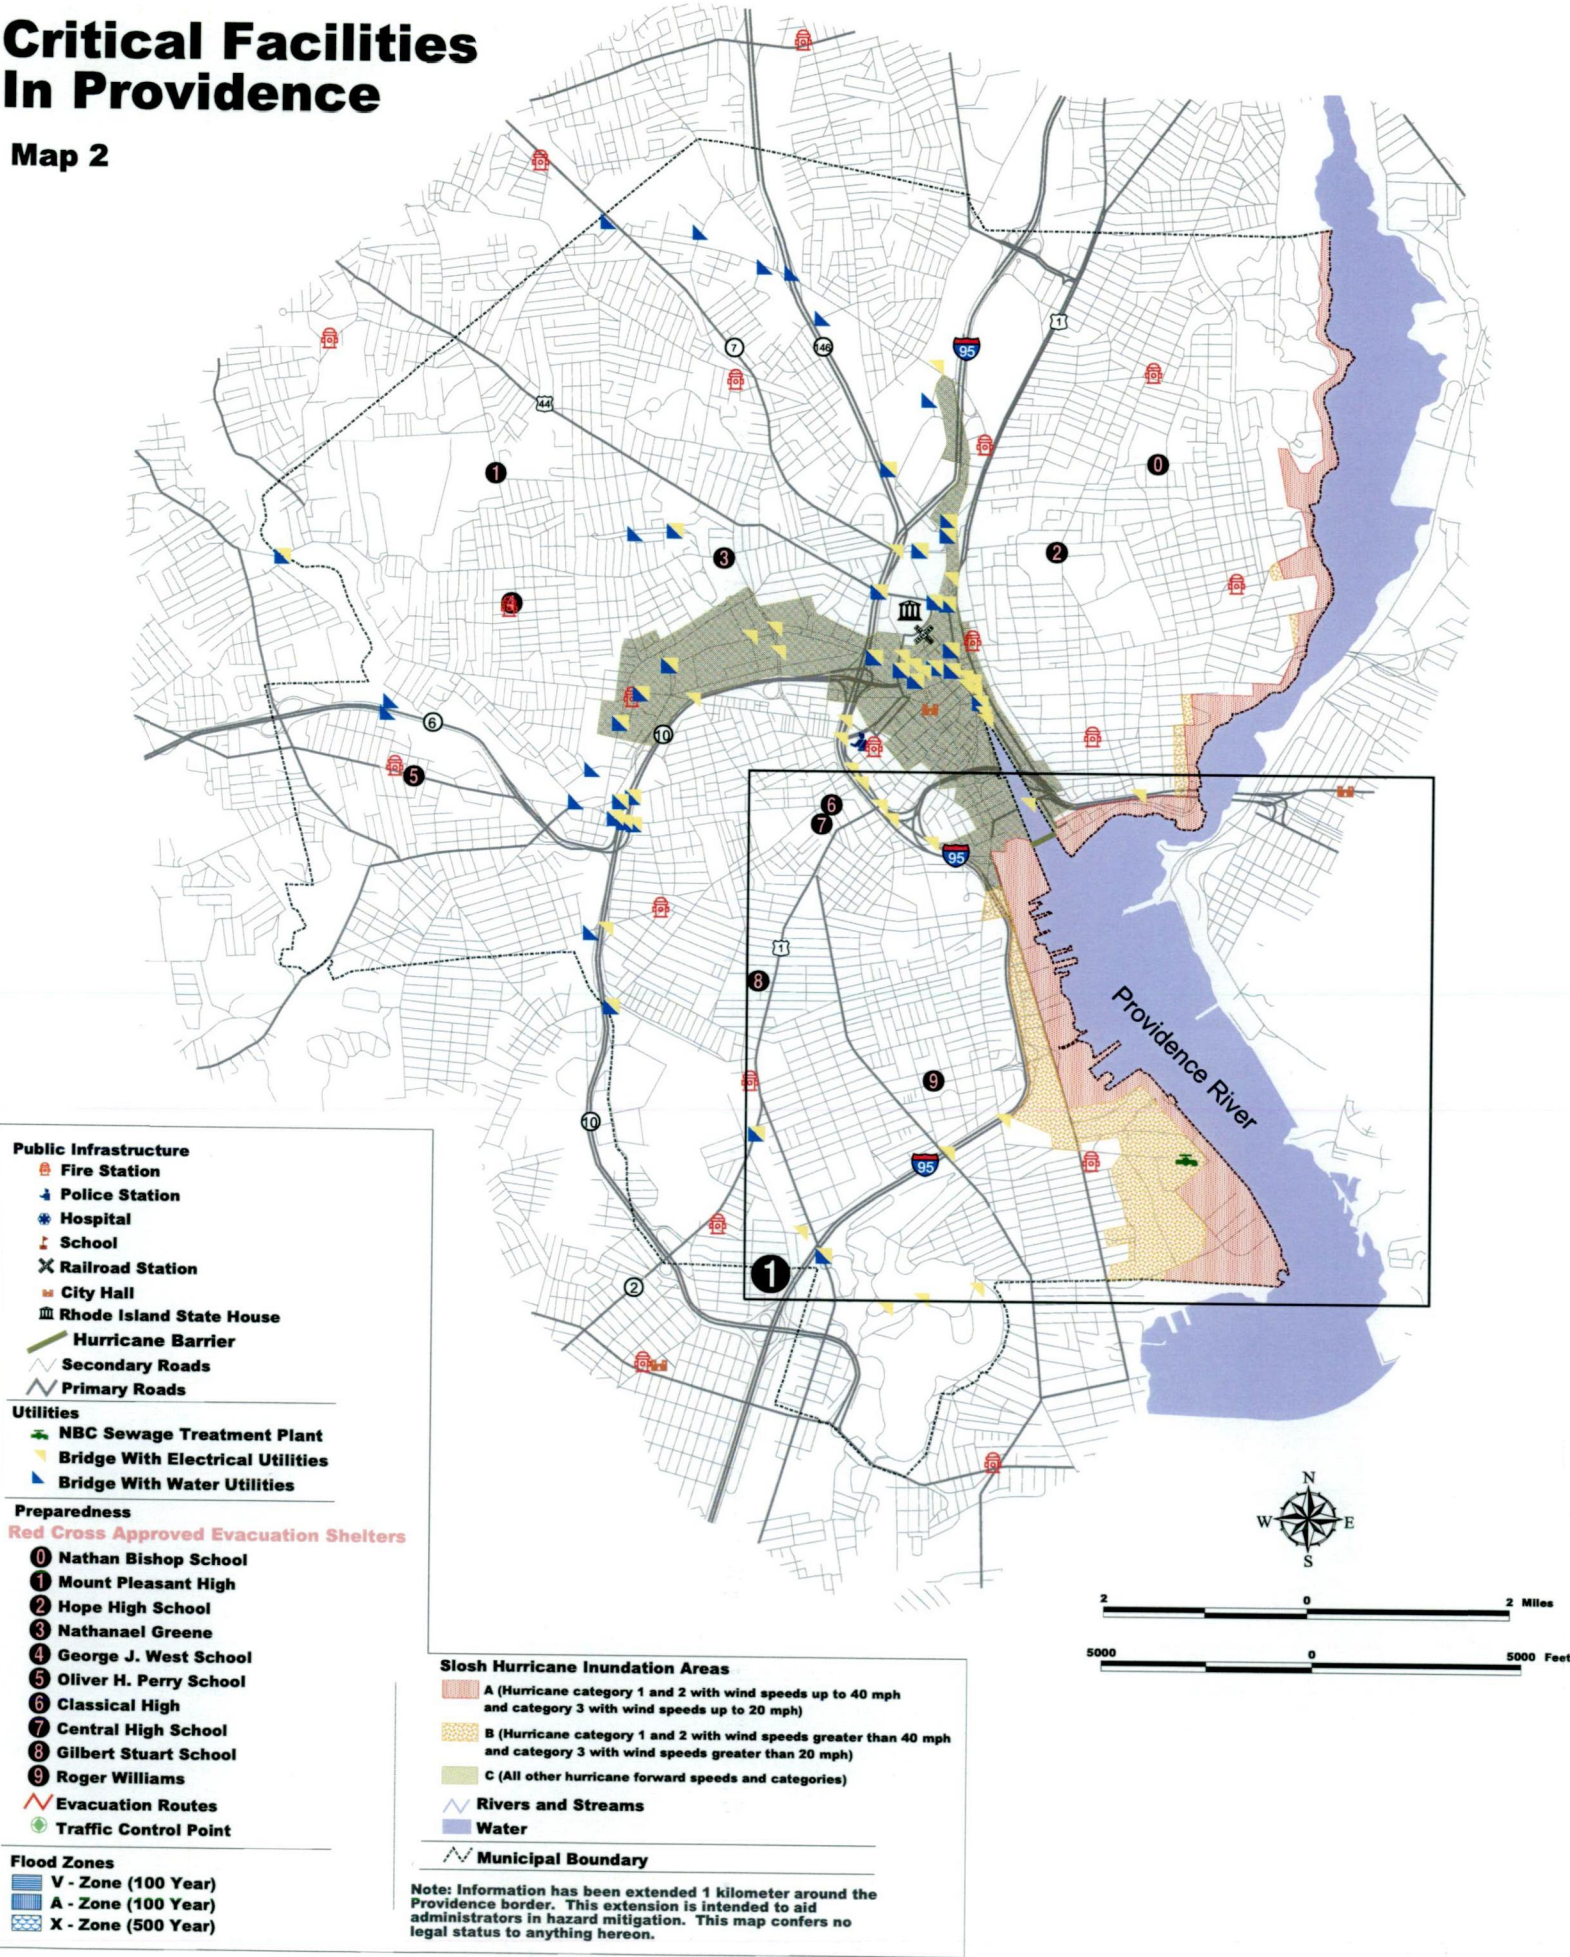 Critical Facilities
In Providence
Map 2
7
146
95
1
44
1
0
2
3
4
6
5
10
6
7
95
1
8
Providence River
9
10
95
1
2
Public Infrastructure
Fire Station
Police Station
Hospital
School
Railroad Station
City Hall
Rhode Island State House
Hurricane Barrier
Secondary Roads
Primary Roads
Utilities
NBC Sewage Treatment Plant
Bridge With Electrical Utilities
Bridge With Water Utilities
Preparedness
Red Cross Approved Evacuation Shelters
0 Nathan Bishop School
1 Mount Pleasant High
2 Hope High School
3 Nathanael Greene
4 George J. West School
5 Oliver H. Perry School
6 Classical High
7 Central High School
8 Gilbert Stuart School
9 Roger Williams
Evacuation Routes
Traffic Control Point
Flood Zones
V - Zone (100 Year)
A - Zone (100 Year)
X - Zone (500 Year)
Slosh Hurricane Inundation Areas
A (Hurricane category 1 and 2 with wind speeds up to 40 mph
and category 3 with wind speeds up to 20 mph)
B (Hurricane category 1 and 2 with wind speeds greater than 40 mph
and category 3 with wind speeds greater than 20 mph)
C (All other hurricane forward speeds and categories)
Rivers and Streams
Water
Municipal Boundary
Note: Information has been extended 1 kilometer around the
Providence border. This extension is intended to aid
administrators in hazard mitigation. This map confers no
legal status to anything hereon.
N
W E
S
2 0 2 Miles
5000 0 5000 Feet